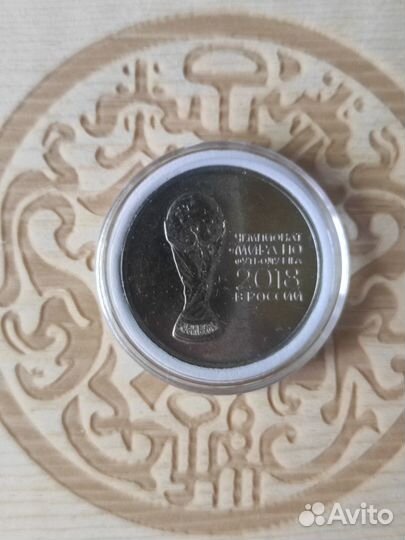 ЧЕМПИОНАТ
МИРА ПО
ФУТБОЛУ FIFA
2018
В РОССИИ
Avito